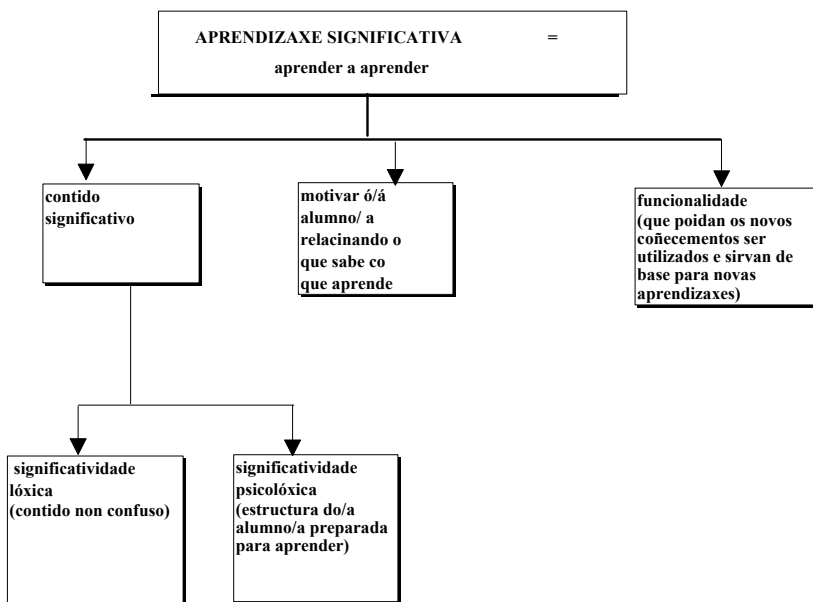 APRENDIZAXE SIGNIFICATIVA =
aprender a aprender
contido
significativo
motivar ó/á
alumno/ a
relacinando o
que sabe co
que aprende
funcionalidade
(que poidan os novos
coñecementos ser
utilizados e sirvan de
base para novas
aprendizaxes)
significatividade
lóxica
(contido non confuso)
significatividade
psicolóxica
(estructura do/a
alumno/a preparada
para aprender)